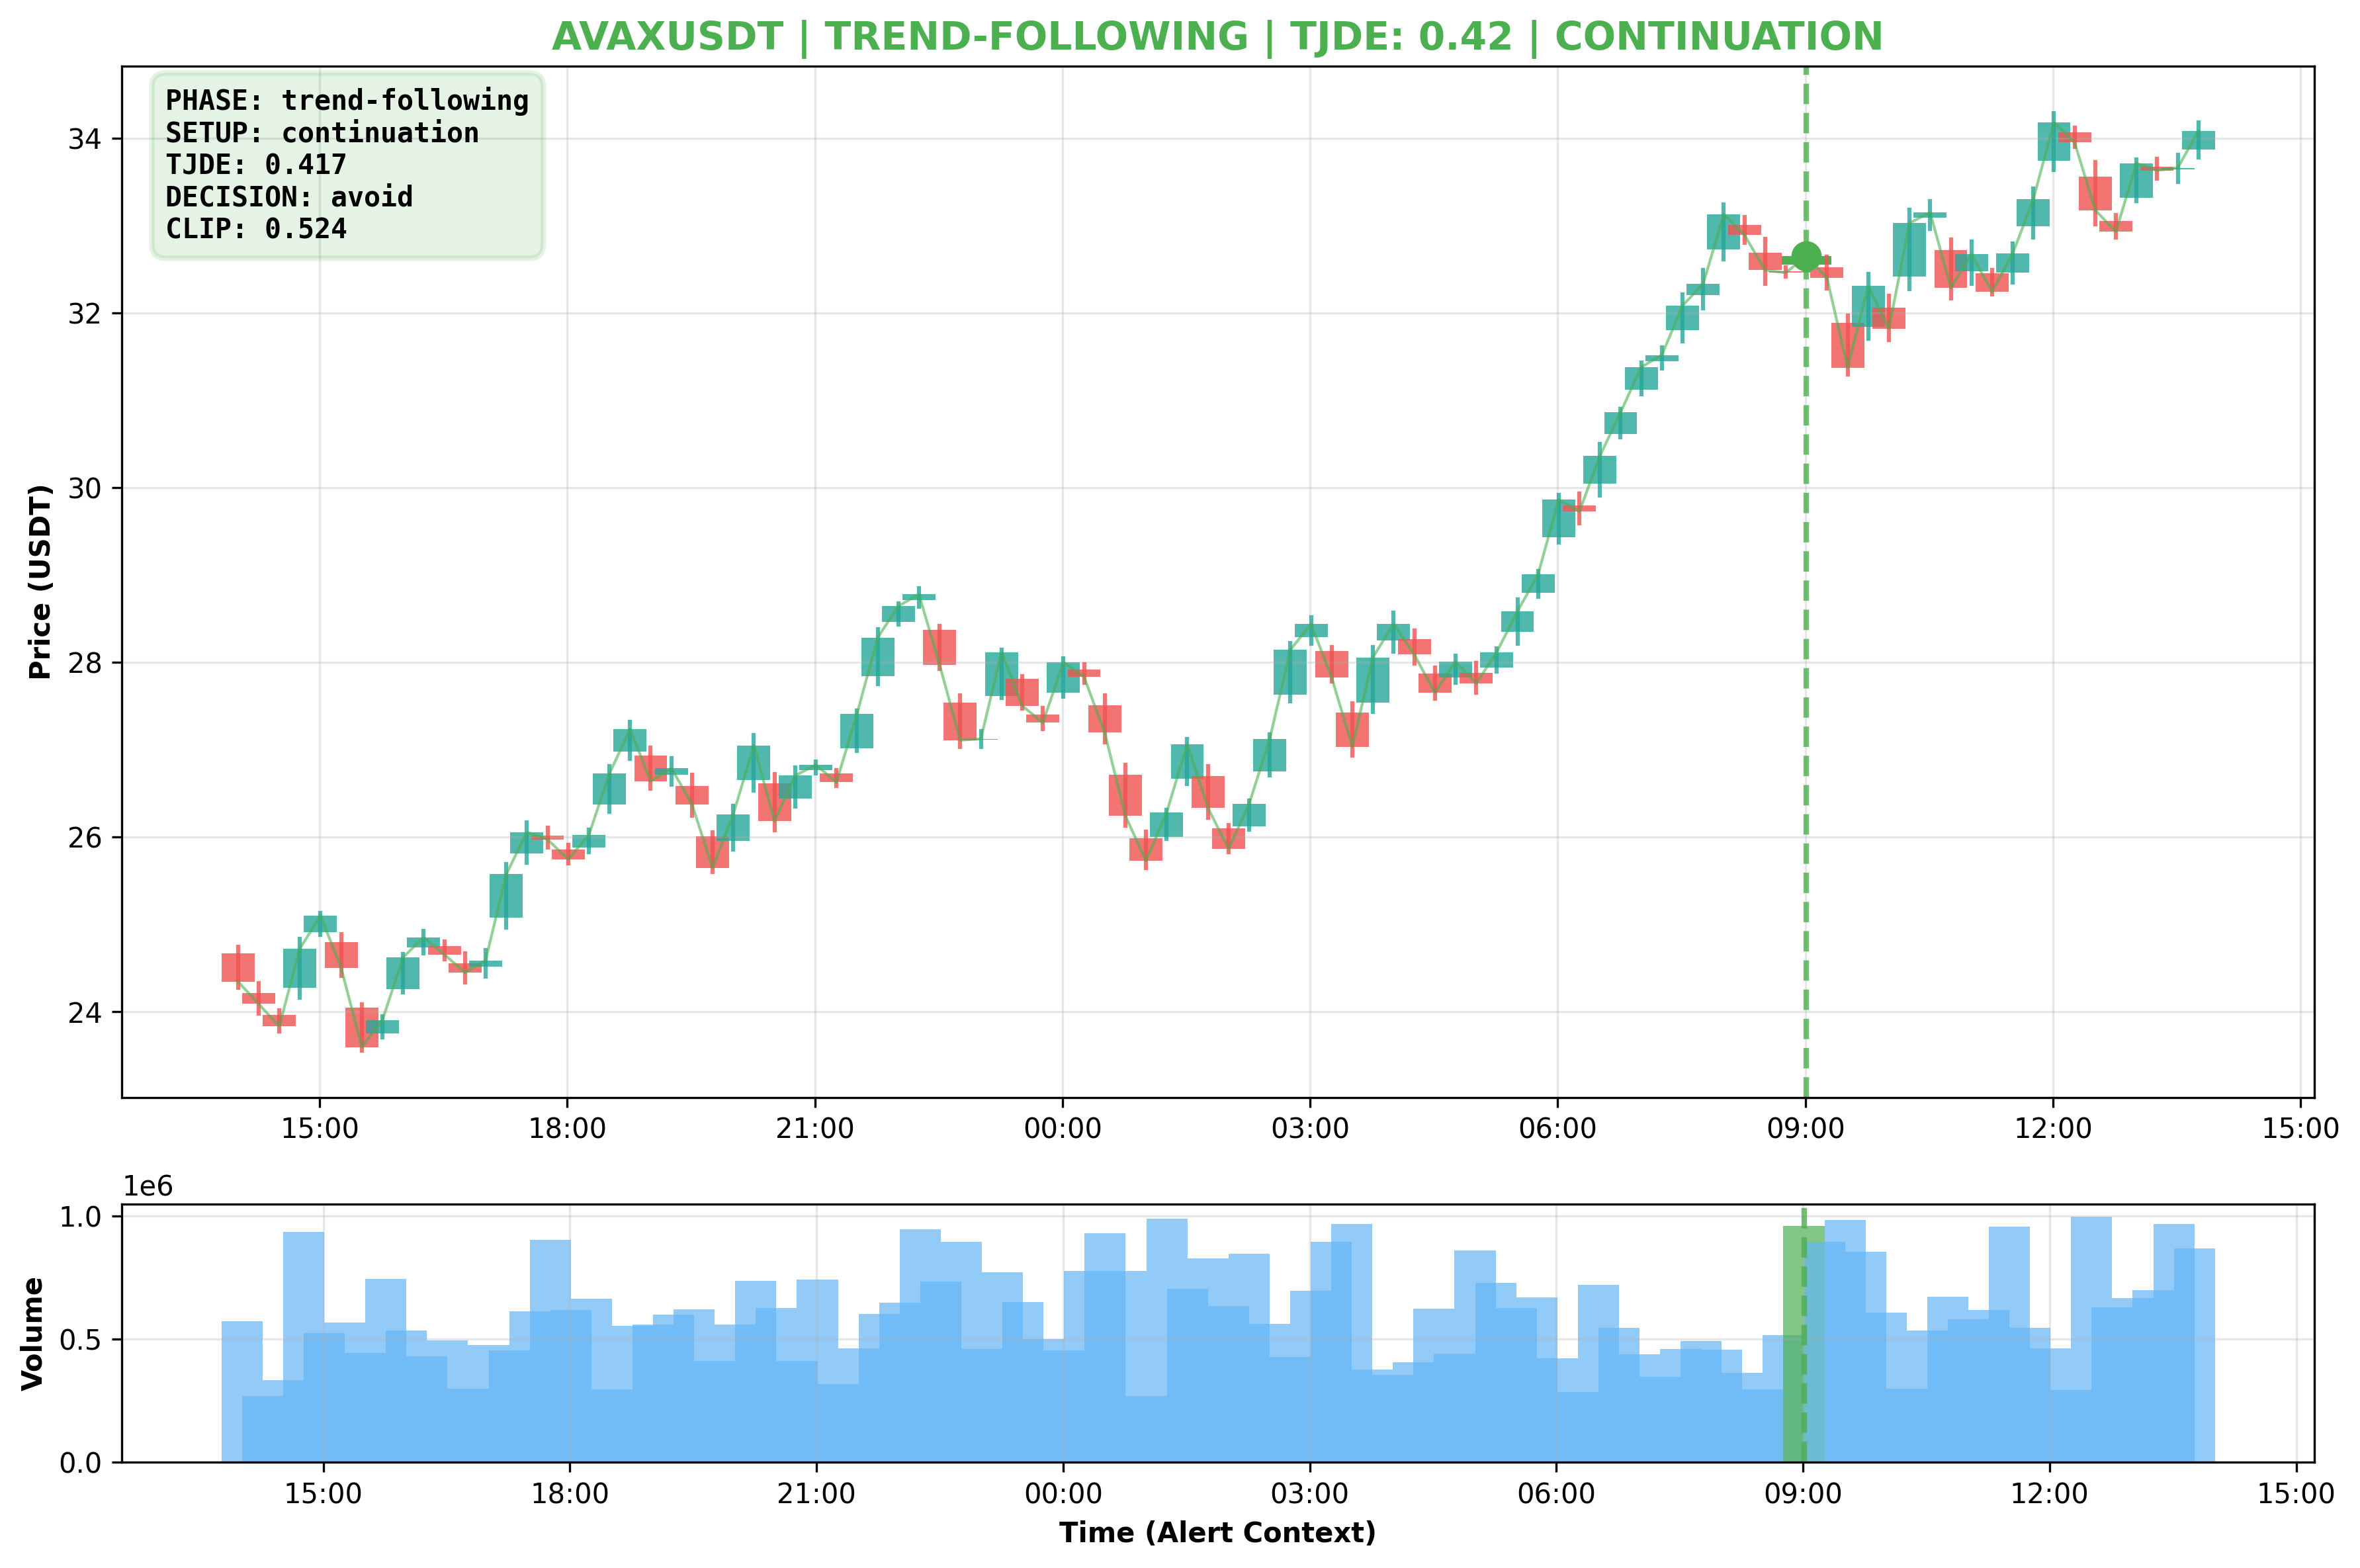 AVAXUSDT | TREND-FOLLOWING | TJDE: 0.42 | CONTINUATION
PHASE: trend-following
SETUP: continuation
TJDE: 0.417
DECISION: avoid
CLIP: 0.524
Price (USDT)
34
32
30
28
26
24
15:00 18:00 21:00 00:00 03:00 06:00 09:00 12:00 15:00
1e6
Volume
1.0
0.5
0.0
15:00 18:00 21:00 00:00 03:00 06:00 09:00 12:00 15:00
Time (Alert Context)